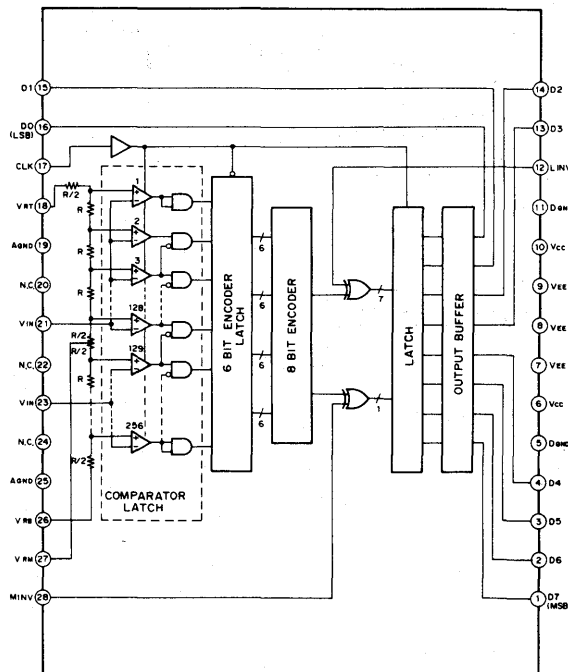 D1 15
D0 16
(LSB)
CLK 17
VRT 18
AGND 19
N.C. 20
VIN 21
N.C. 22
VIN 23
N.C. 24
AGND 25
VRB 26
VRM 27
MINV 28
R/2
R
R
R
R/2
R/2
R
R/2
1
2
3
128
129
256
COMPARATOR
LATCH
6 BIT ENCODER
LATCH
6
6
6
6
8 BIT ENCODER
7
1
LATCH
OUTPUT BUFFER
14 D2
13 D3
12 LINV
11 DGND
10 VCC
9 VEE
8 VEE
7 VEE
6 VCC
5 DGND
4 D4
3 D5
2 D6
1 D7
(MSB